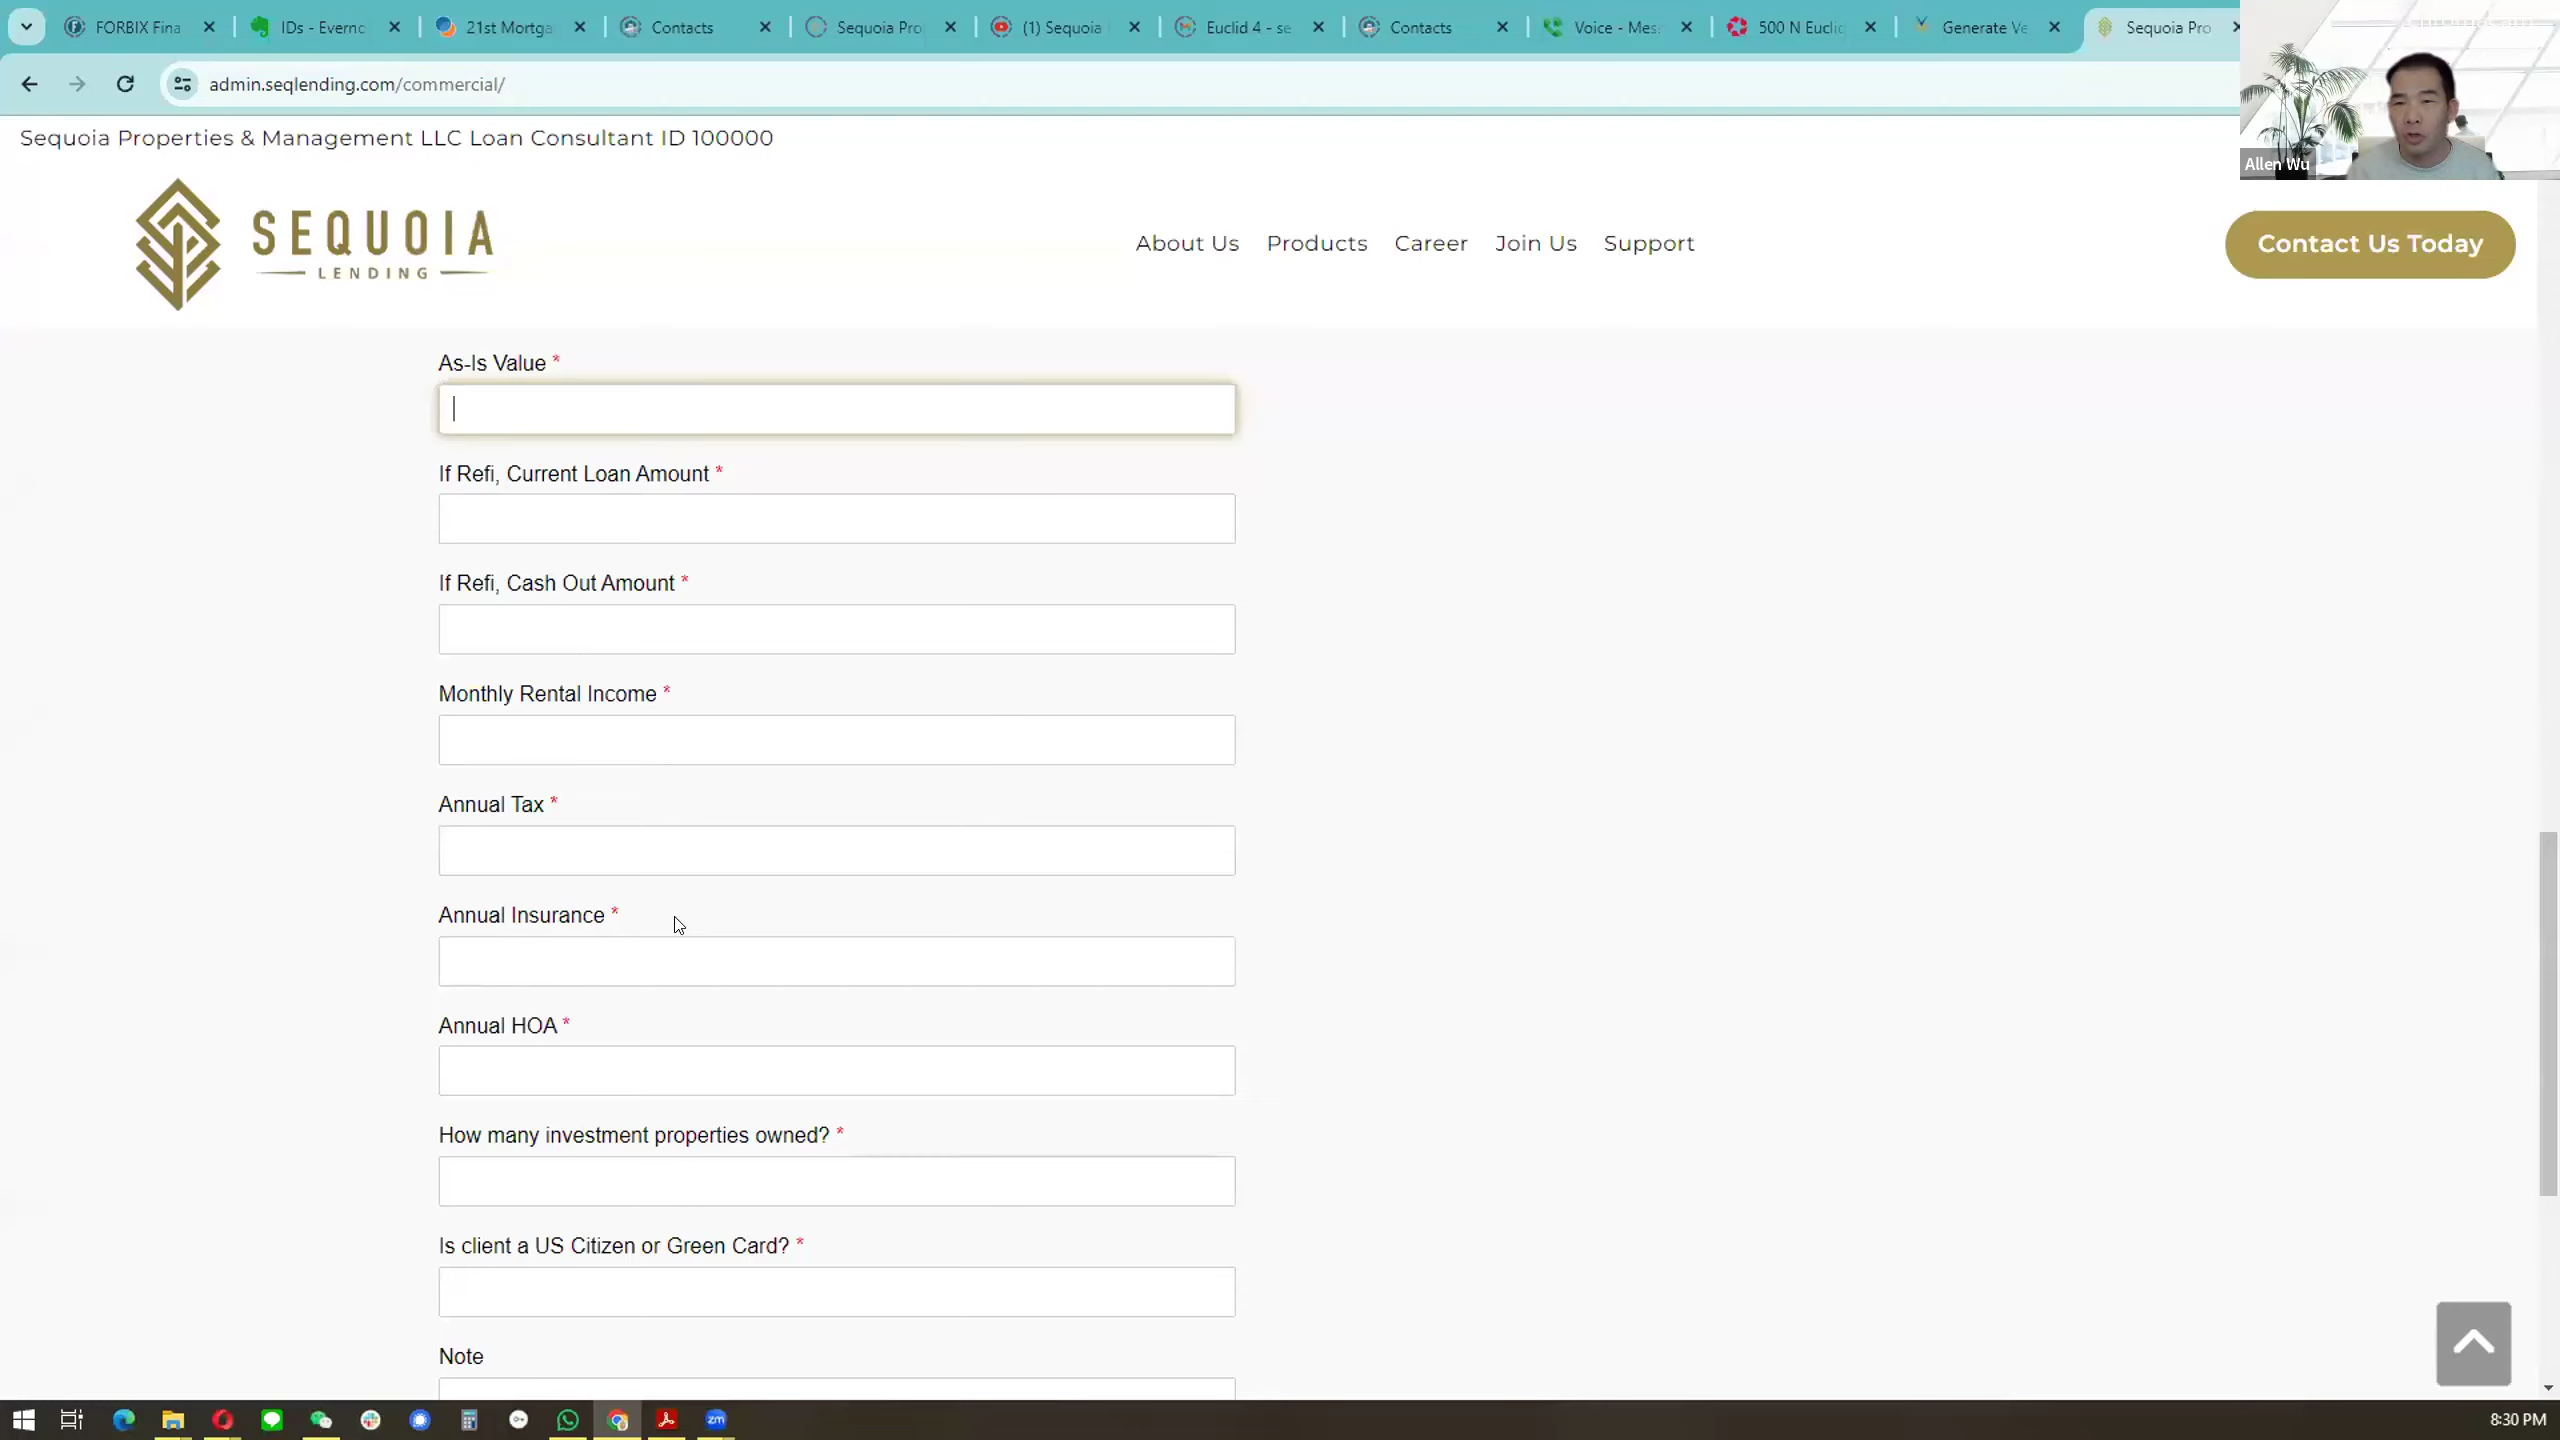 FORBIX Fina
IDs - Everno
21st Mortga
Contacts
Sequoia Pro
(1) Sequoia
Euclid 4 - se
Contacts
Voice - Mes
500 N Euclid
Generate Ve
Sequoia Pro
admin.seqlending.com/commercial/
Allen Wu
Sequoia Properties & Management LLC Loan Consultant ID 100000
SEQUOIA
LENDING
About Us Products Career Join Us Support
Contact Us Today
As-Is Value *
If Refi, Current Loan Amount *
If Refi, Cash Out Amount *
Monthly Rental Income *
Annual Tax *
Annual Insurance *
Annual HOA *
How many investment properties owned? *
Is client a US Citizen or Green Card? *
Note
zm
8:30 PM